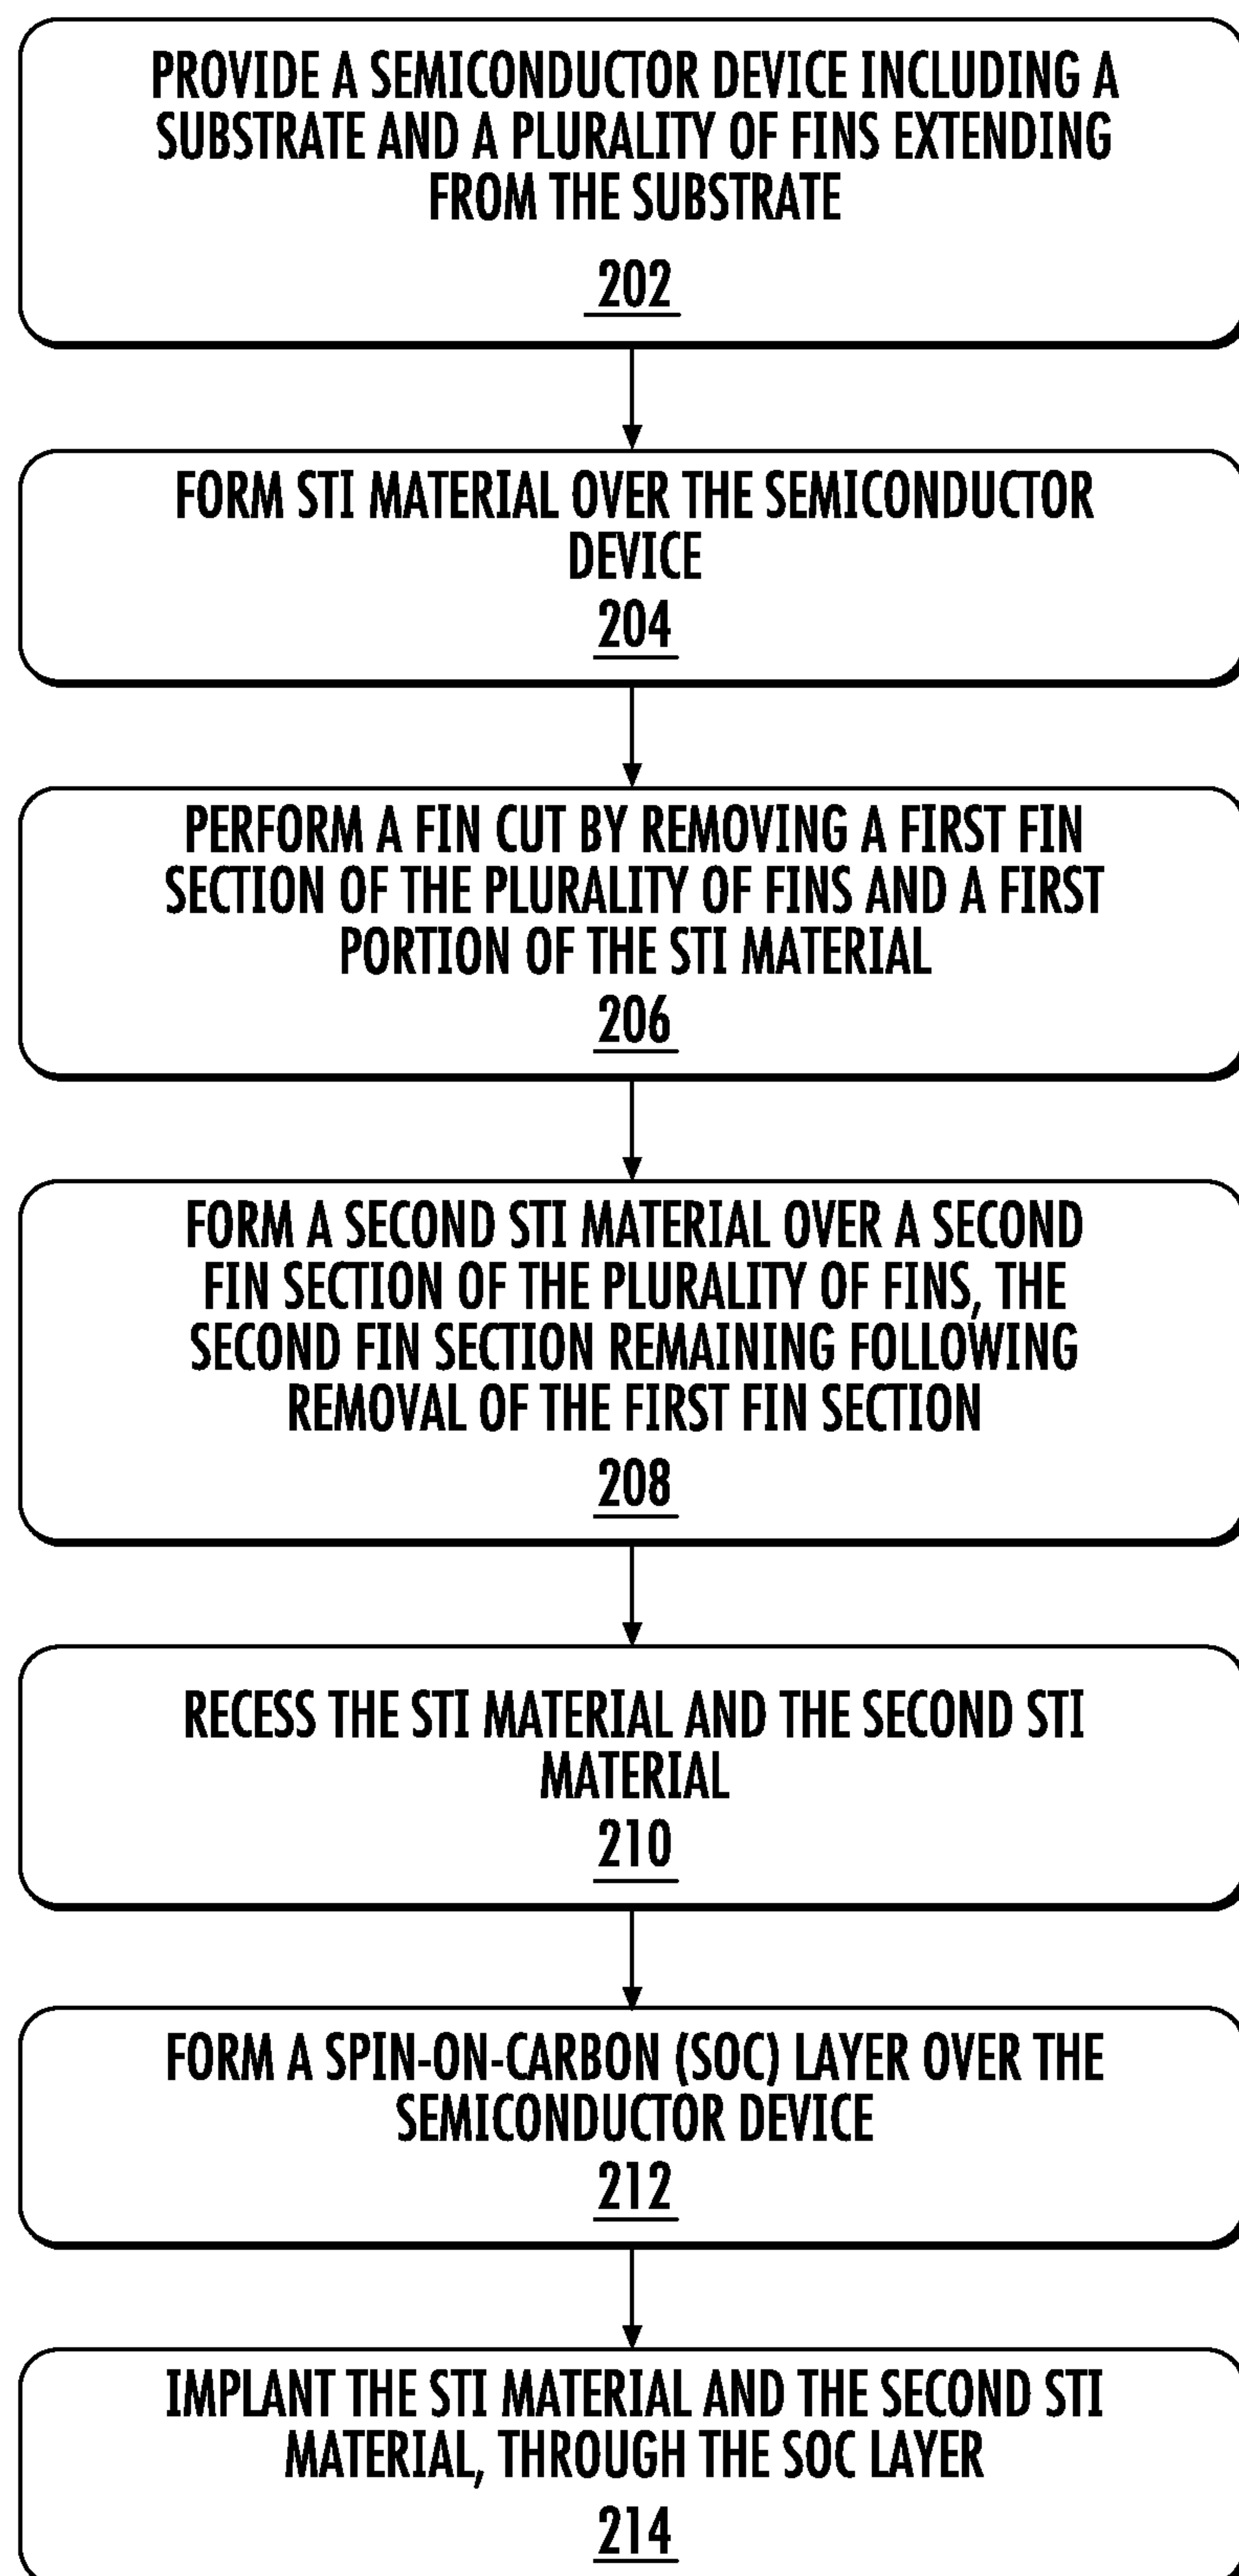 PROVIDE A SEMICONDUCTOR DEVICE INCLUDING A
SUBSTRATE AND A PLURALITY OF FINS EXTENDING
FROM THE SUBSTRATE
202
FORM STI MATERIAL OVER THE SEMICONDUCTOR
DEVICE
204
PERFORM A FIN CUT BY REMOVING A FIRST FIN
SECTION OF THE PLURALITY OF FINS AND A FIRST
PORTION OF THE STI MATERIAL
206
FORM A SECOND STI MATERIAL OVER A SECOND
FIN SECTION OF THE PLURALITY OF FINS, THE
SECOND FIN SECTION REMAINING FOLLOWING
REMOVAL OF THE FIRST FIN SECTION
208
RECESS THE STI MATERIAL AND THE SECOND STI
MATERIAL
210
FORM A SPIN-ON-CARBON (SOC) LAYER OVER THE
SEMICONDUCTOR DEVICE
212
IMPLANT THE STI MATERIAL AND THE SECOND STI
MATERIAL, THROUGH THE SOC LAYER
214